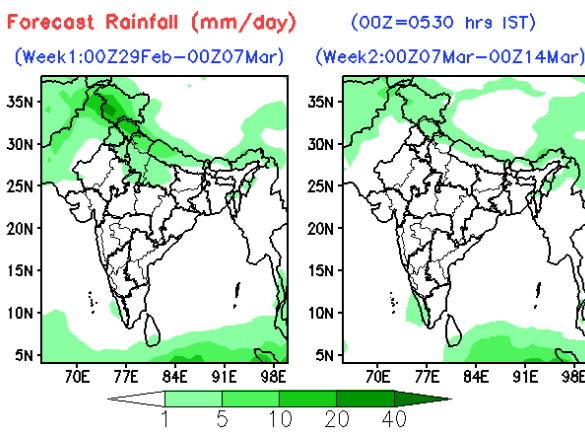 Forecast Rainfall (mm/day) (00Z=0530 hrs IST)
(Week1:00Z29Feb–00Z07Mar) (Week2:00Z07Mar–00Z14Mar)
35N 35N
30N 30N
25N 25N
20N 20N
15N 15N
10N 10N
5N 5N
70E 77E 84E 91E 98E 70E 77E 84E 91E 98E
1 5 10 20 40